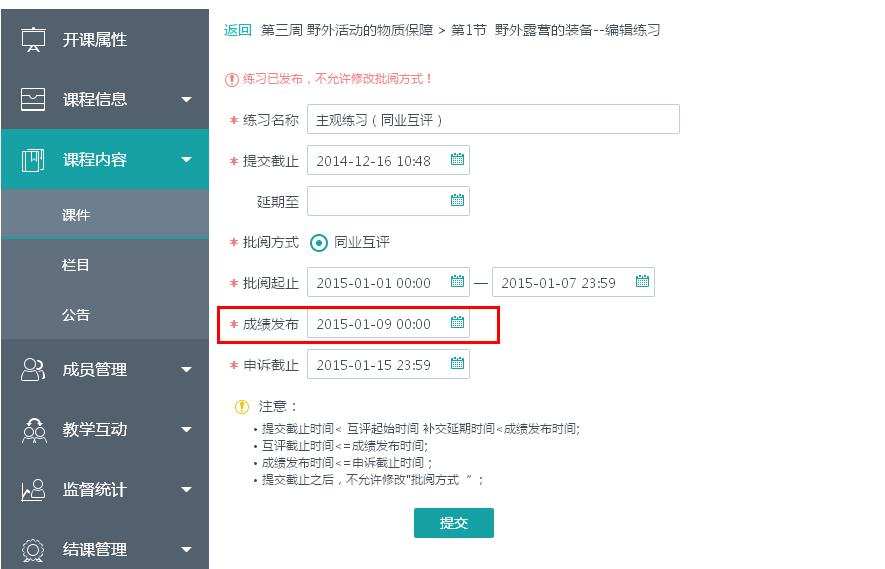 开课属性
课程信息
课程内容
课件
栏目
公告
成员管理
教学互动
监督统计
结课管理
返回 第三周 野外活动的物质保障 > 第1节 野外露营的装备--编辑练习
练习已发布，不允许修改批阅方式！
* 练习名称 主观练习（同业互评）
* 提交截止 2014-12-16 10:48
延期至
* 批阅方式 同业互评
* 批阅起止 2015-01-01 00:00 — 2015-01-07 23:59
* 成绩发布 2015-01-09 00:00
* 申诉截止 2015-01-15 23:59
注意：
• 提交截止时间< 互评起始时间 补交延期时间<成绩发布时间;
• 互评截止时间<=成绩发布时间;
• 成绩发布时间<=申诉截止时间；
• 提交截止之后，不允许修改"批阅方式 ”；
提交